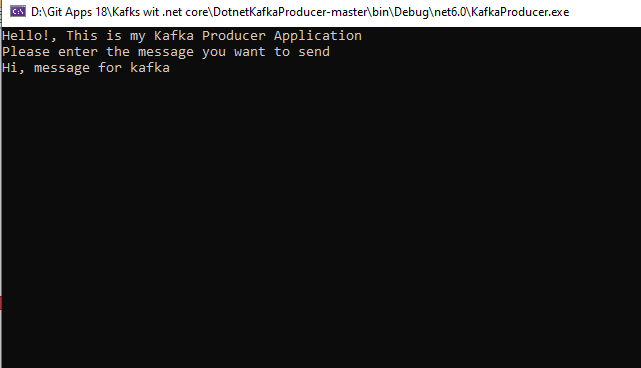 D:\Git Apps 18\Kafks wit .net core\DotnetKafkaProducer-master\bin\Debug\net6.0\KafkaProducer.exe
Hello!, This is my Kafka Producer Application
Please enter the message you want to send
Hi, message for kafka